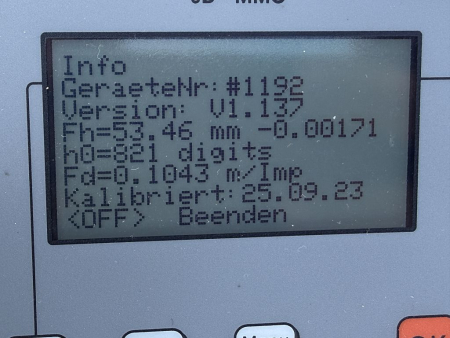 Info
GeraeteNr:#1192
Version: V1.137
Fh=53.46 mm -0.00171
h0=821 digits
Fd=0.1043 m/Imp
Kalibriert:25.09.23
<OFF> Beenden